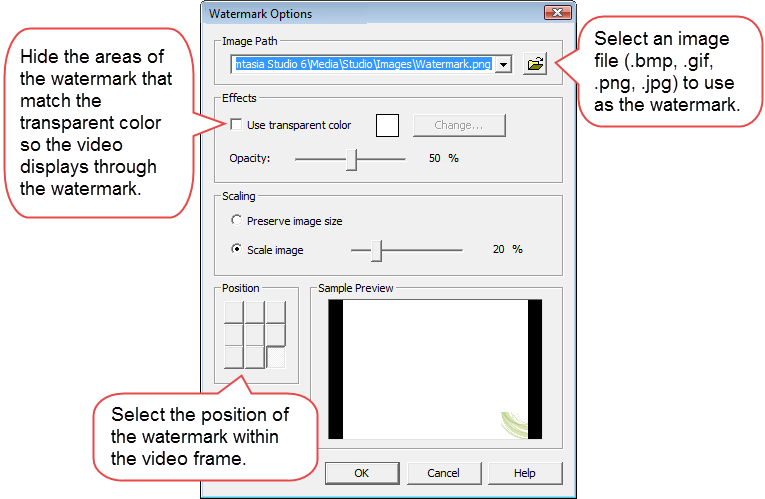 Watermark Options
Image Path
ntasia Studio 6\Media\Studio\Images\Watermark.png
Effects
Use transparent color
Change...
Opacity:
50 %
Scaling
Preserve image size
Scale image
20 %
Position
Sample Preview
OK
Cancel
Help
Hide the areas of
the watermark that
match the
transparent color
so the video
displays through
the watermark.
Select an image
file (.bmp, .gif,
.png, .jpg) to use
as the watermark.
Select the position of
the watermark within
the video frame.